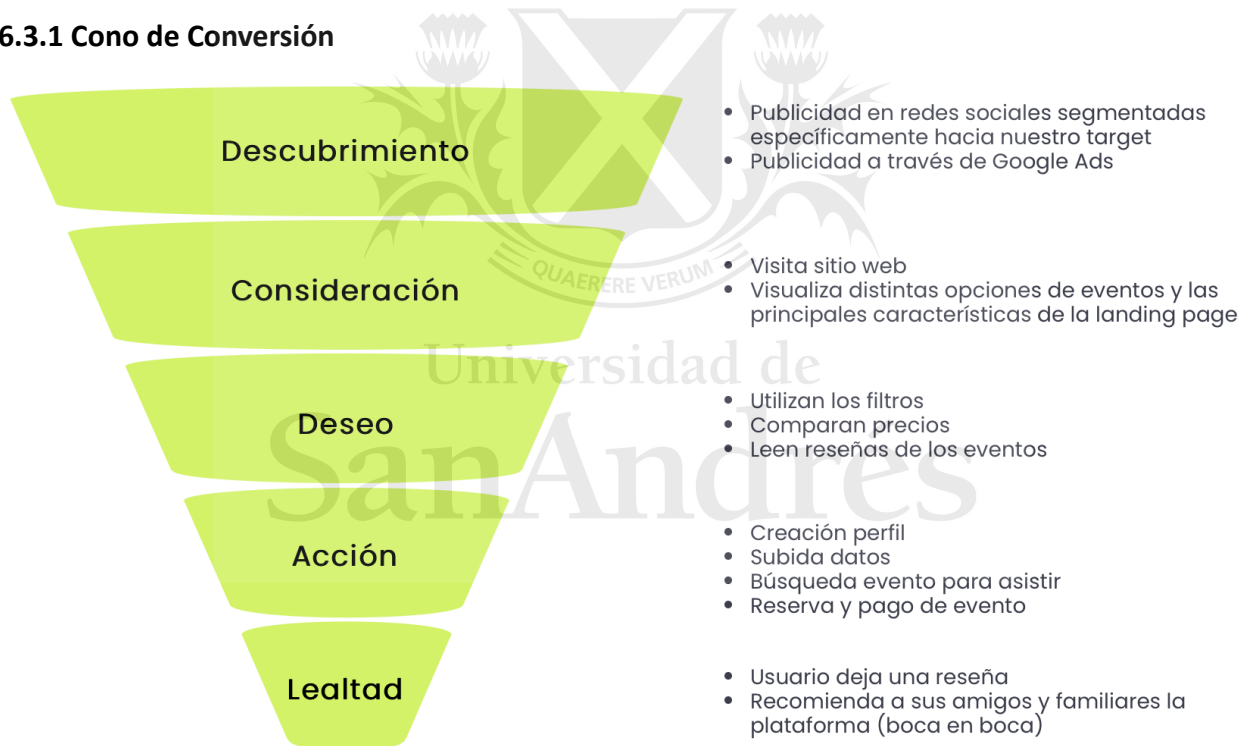 6.3.1 Cono de Conversión
Descubrimiento
• Publicidad en redes sociales segmentadas
específicamente hacia nuestro target
• Publicidad a través de Google Ads
QUAERERE VERUM
Consideración
• Visita sitio web
• Visualiza distintas opciones de eventos y las
principales características de la landing page
Universidad de
SanAndrés
Deseo
• Utilizan los filtros
• Comparan precios
• Leen reseñas de los eventos
Acción
• Creación perfil
• Subida datos
• Búsqueda evento para asistir
• Reserva y pago de evento
Lealtad
• Usuario deja una reseña
• Recomienda a sus amigos y familiares la
plataforma (boca en boca)